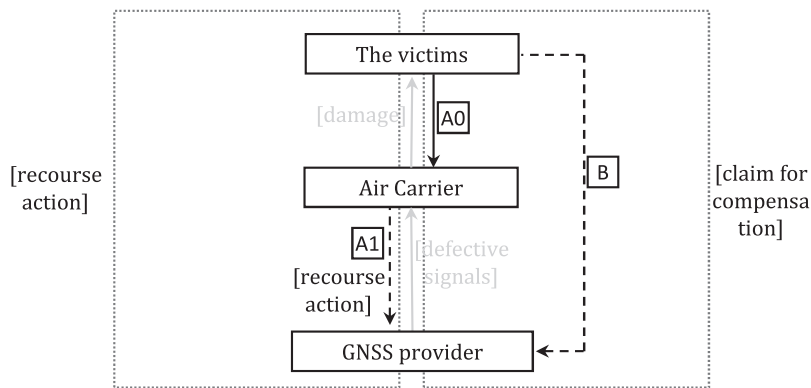 The victims
[damage]
A0
[recourse
action]
Air Carrier
B
[claim for
compensa
tion]
A1
[defective
signals]
[recourse
action]
GNSS provider